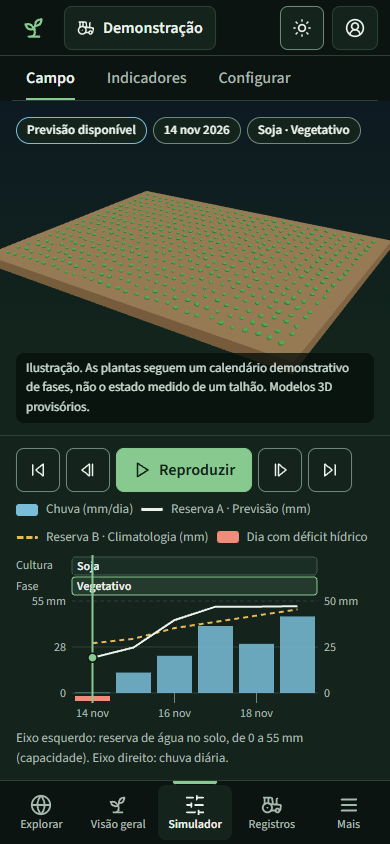 Demonstração
Campo Indicadores Configurar
Previsão disponível 14 nov 2026 Soja · Vegetativo
Ilustração. As plantas seguem um calendário demonstrativo
de fases, não o estado medido de um talhão. Modelos 3D
provisórios.
Reproduzir
Chuva (mm/dia) Reserva A · Previsão (mm)
Reserva B · Climatologia (mm) Dia com déficit hídrico
Cultura Soja
Fase Vegetativo
55 mm 50 mm
28 25
0 0
14 nov 16 nov 18 nov
Eixo esquerdo: reserva de água no solo, de 0 a 55 mm
(capacidade). Eixo direito: chuva diária.
Explorar Visão geral Simulador Registros Mais